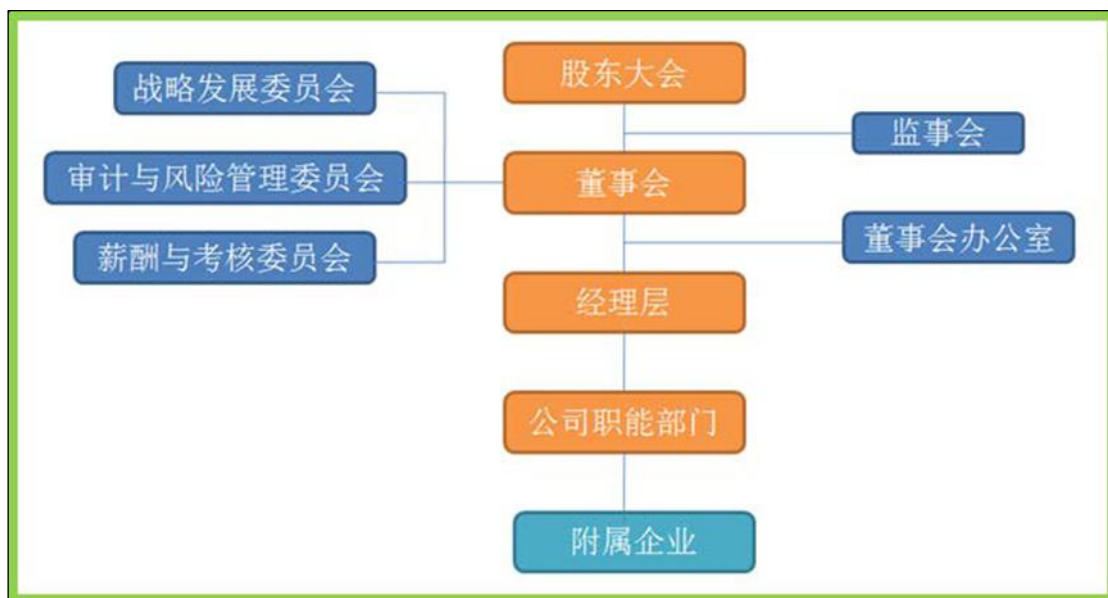 股东大会
战略发展委员会
监事会
审计与风险管理委员会
董事会
薪酬与考核委员会
董事会办公室
经理层
公司职能部门
附属企业